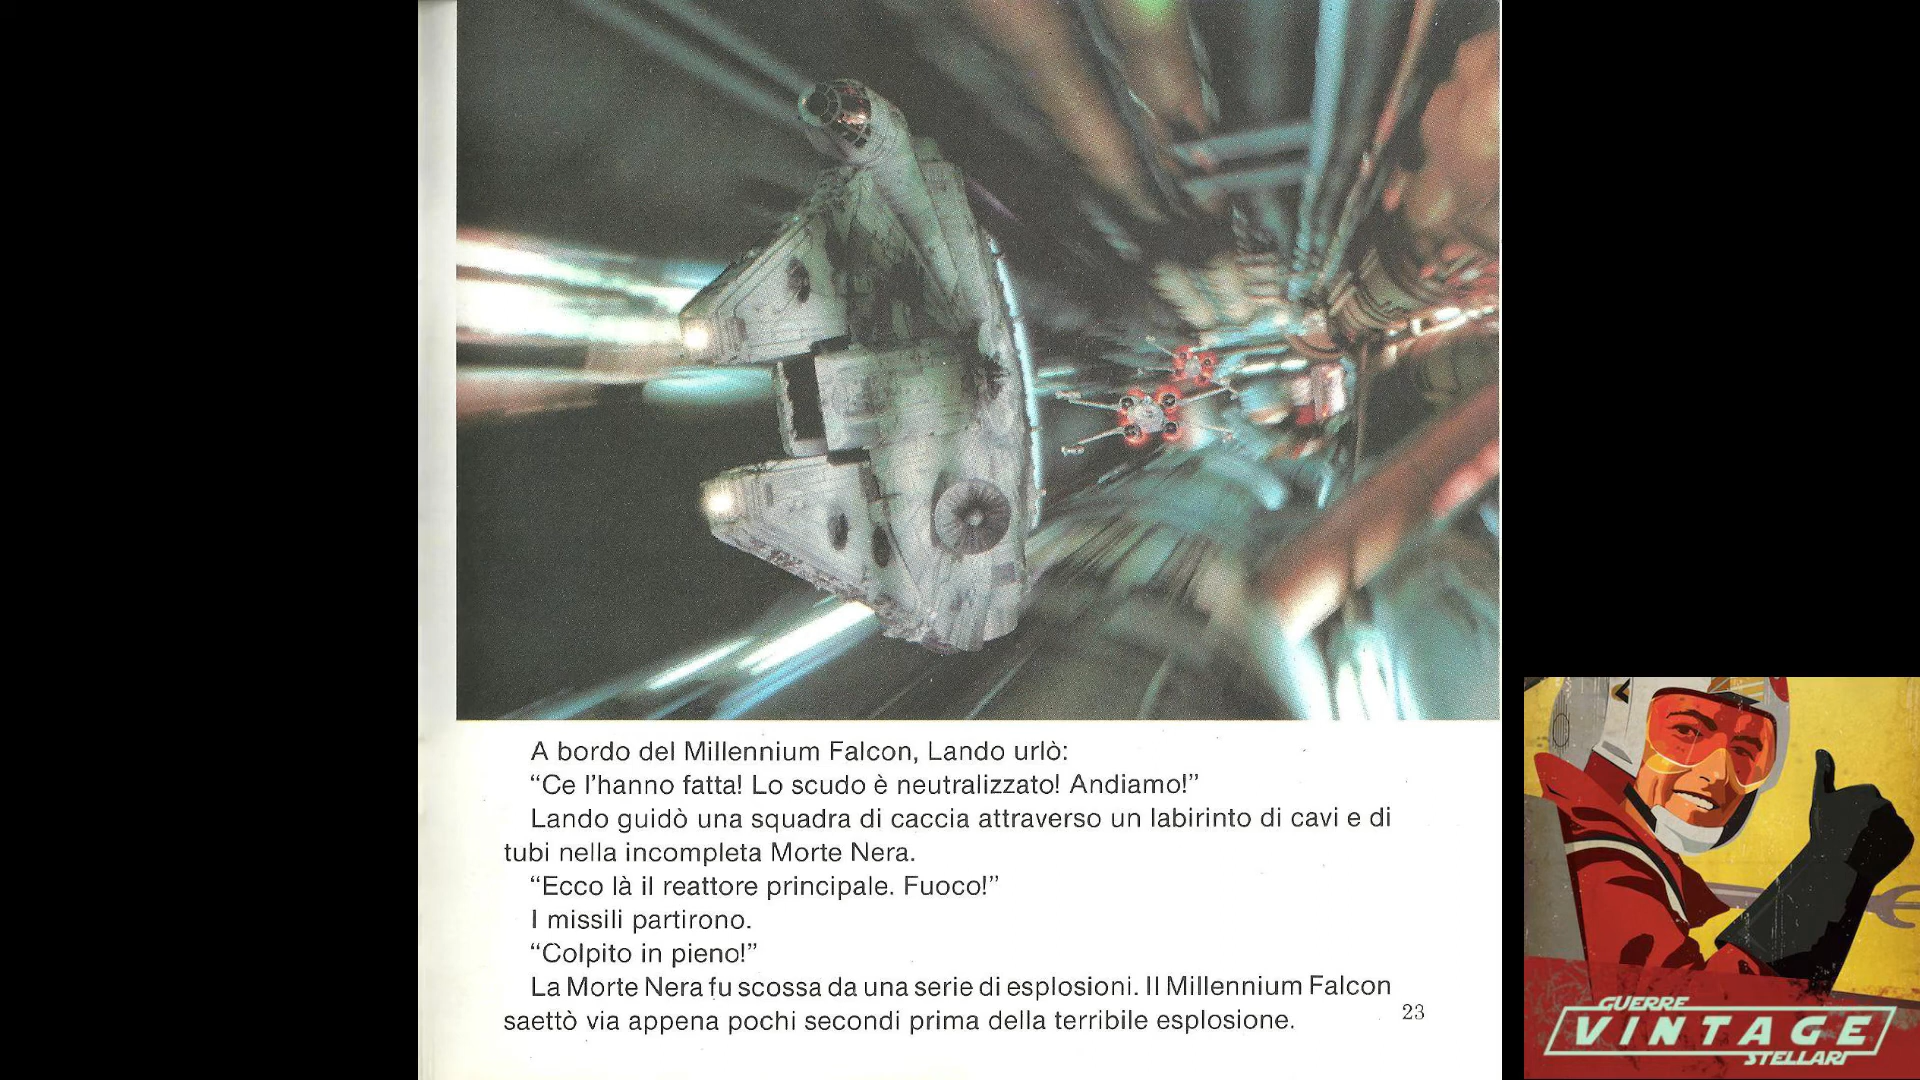 A bordo del Millennium Falcon, Lando urlò:
“Ce l’hanno fatta! Lo scudo è neutralizzato! Andiamo!”
Lando guidò una squadra di caccia attraverso un labirinto di cavi e di
tubi nella incompleta Morte Nera.
“Ecco là il reattore principale. Fuoco!”
I missili partirono.
“Colpito in pieno!”
La Morte Nera fu scossa da una serie di esplosioni. Il Millennium Falcon
saettò via appena pochi secondi prima della terribile esplosione.
23
GUERRE
VINTAGE
STELLARI